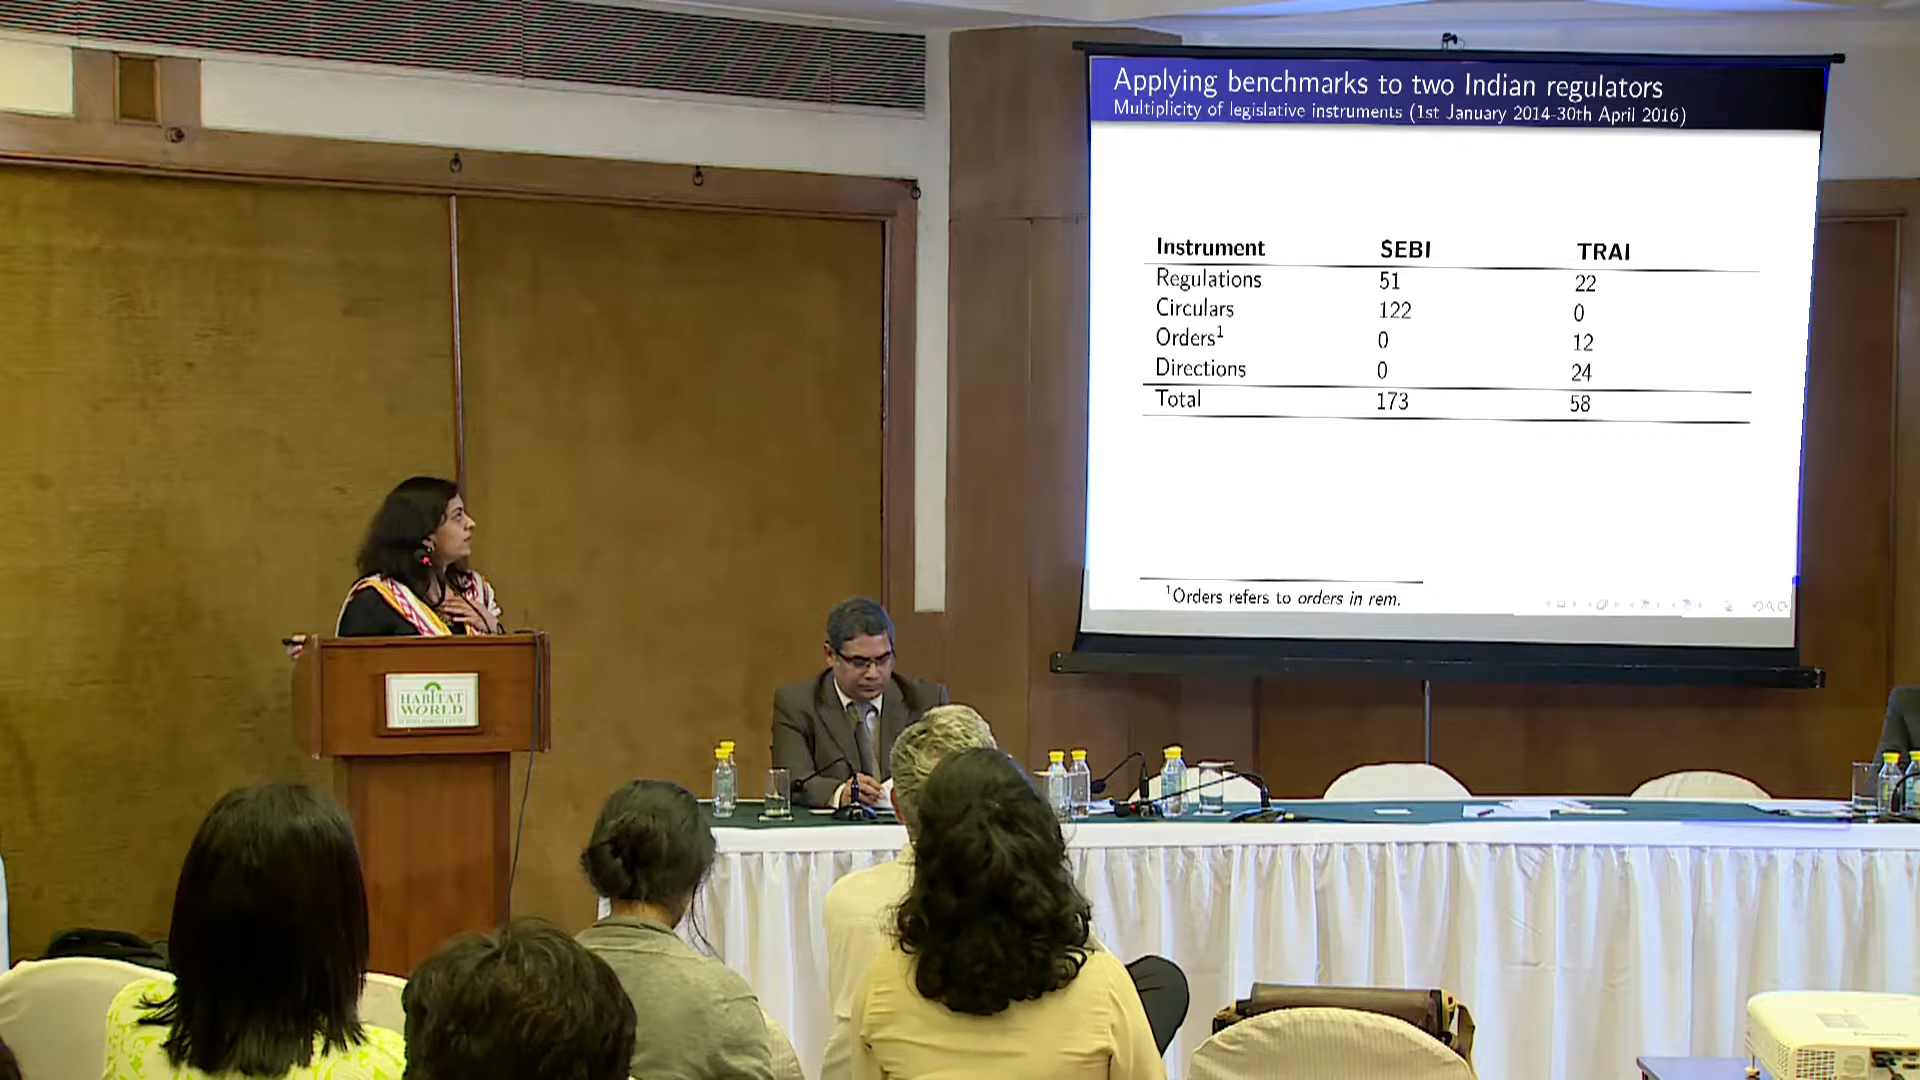 Applying benchmarks to two Indian regulators
Multiplicity of legislative instruments (1st January 2014-30th April 2016)
Instrument SEBI TRAI
Regulations 51 22
Circulars 122 0
Orders¹ 0 12
Directions 0 24
Total 173 58
¹Orders refers to orders in rem.
HABITAT
WORLD